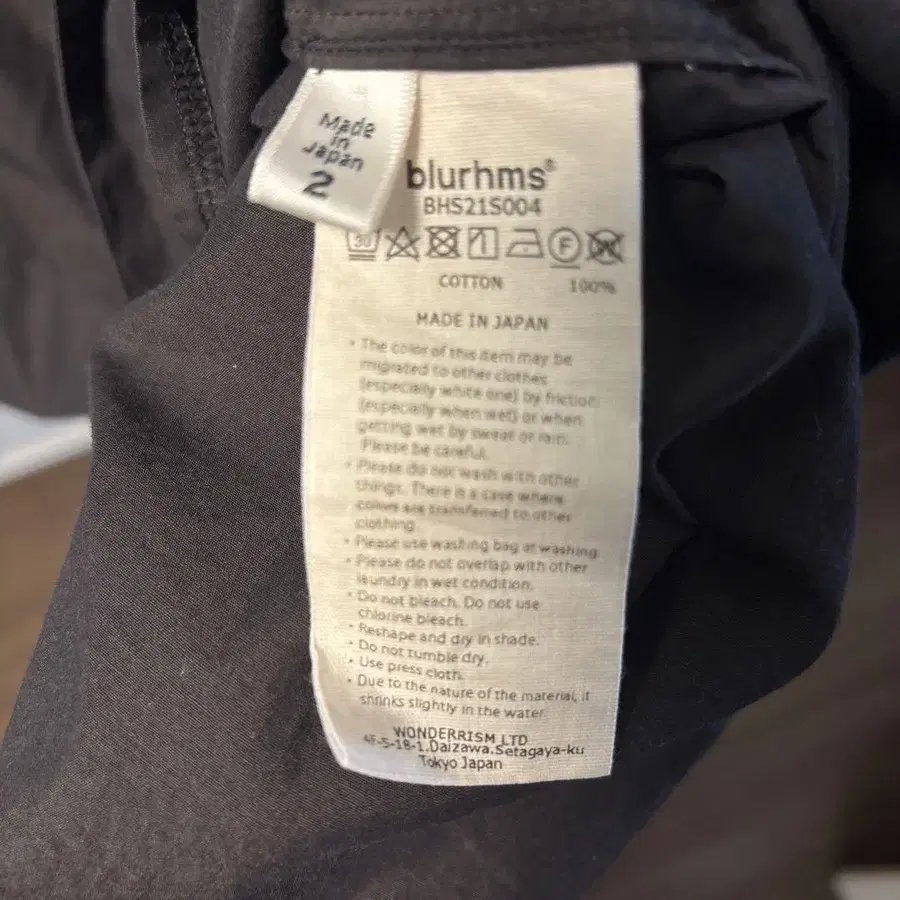 Made
in
Japan
2
blurhms®
BHS21S004
30
F
W
COTTON 100%
MADE IN JAPAN
• The color of this item may be
migrated to other clothes
(especially white one) by friction
(especially when wet) or when
getting wet by sweat or rain.
Please be careful.
• Please do not wash with other
things. There is a case where
colors are transferred to other
clothing.
• Please use washing bag at washing.
• Please do not overlap with other
laundry in wet condition.
• Do not bleach. Do not use
chlorine bleach.
• Reshape and dry in shade.
• Do not tumble dry.
• Use press cloth.
• Due to the nature of the material, it
shrinks slightly in the water.
WONDERRISM LTD
4F-5-18-1.Daizawa.Setagaya-ku
Tokyo Japan